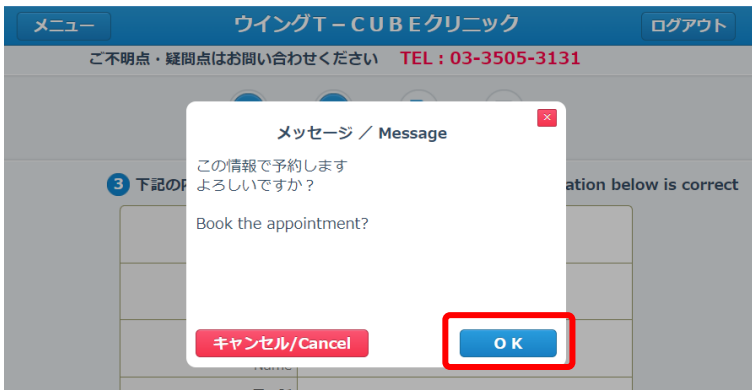 メニュー
ウイングT－CUBEクリニック
ログアウト
ご不明点・疑問点はお問い合わせください TEL：03-3505-3131
メッセージ ／ Message
×
この情報で予約します
よろしいですか？
Book the appointment?
3 下記の
ation below is correct
キャンセル/Cancel
ＯＫ
Name